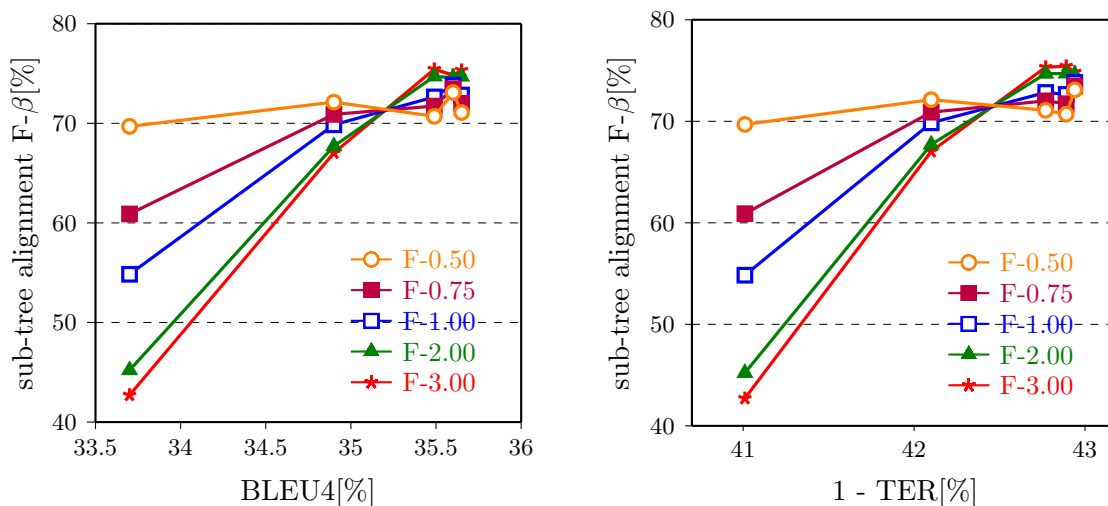 80
70
60
50
40
33.5 34 34.5 35 35.5 36
BLEU4[%]
sub-tree alignment F-β[%]
F-0.50
F-0.75
F-1.00
F-2.00
F-3.00
80
70
60
50
40
41 42 43
1 - TER[%]
sub-tree alignment F-β[%]
F-0.50
F-0.75
F-1.00
F-2.00
F-3.00